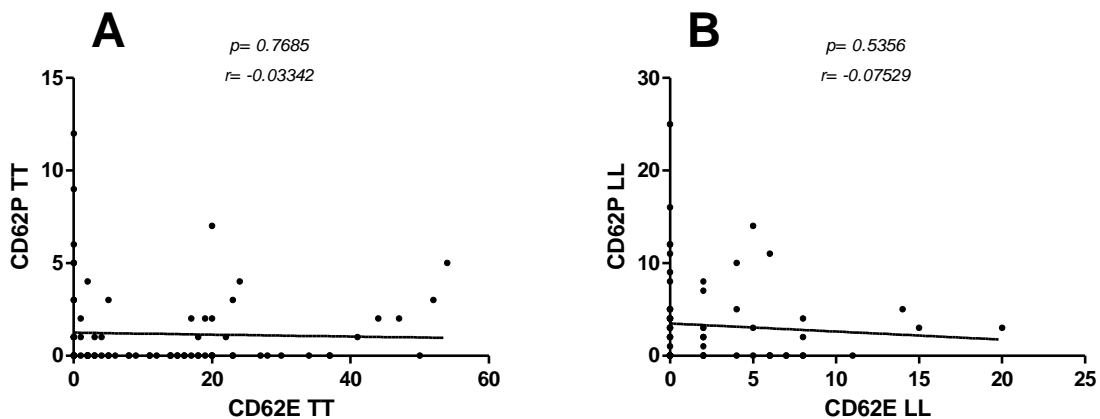 A
p= 0.7685
r= -0.03342
15
10
5
0
0
20
40
60
CD62P TT
CD62E TT
B
p= 0.5356
r= -0.07529
30
20
10
0
0
5
10
15
20
25
CD62P LL
CD62E LL